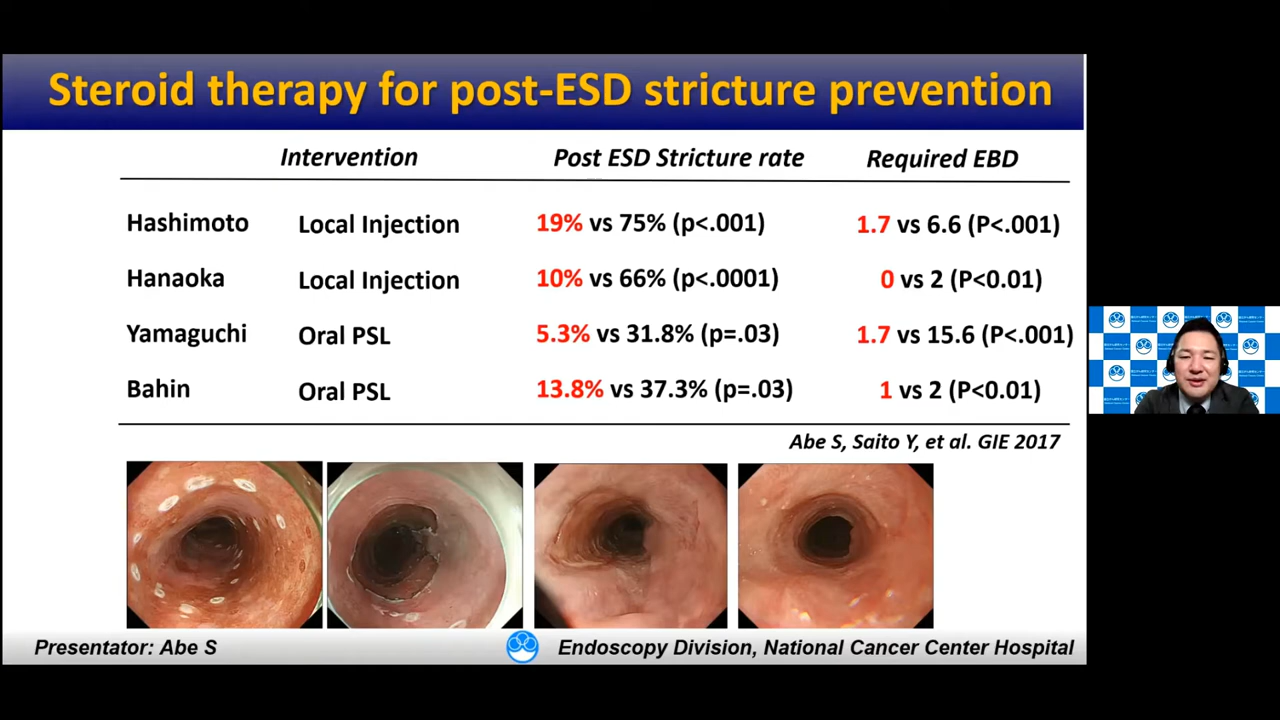 Steroid therapy for post-ESD stricture prevention
Intervention Post ESD Stricture rate Required EBD
Hashimoto Local Injection 19% vs 75% (p<.001) 1.7 vs 6.6 (P<.001)
Hanaoka Local Injection 10% vs 66% (p<.0001) 0 vs 2 (P<0.01)
Yamaguchi Oral PSL 5.3% vs 31.8% (p=.03) 1.7 vs 15.6 (P<.001)
Bahin Oral PSL 13.8% vs 37.3% (p=.03) 1 vs 2 (P<0.01)
Abe S, Saito Y, et al. GIE 2017
Presentator: Abe S
Endoscopy Division, National Cancer Center Hospital